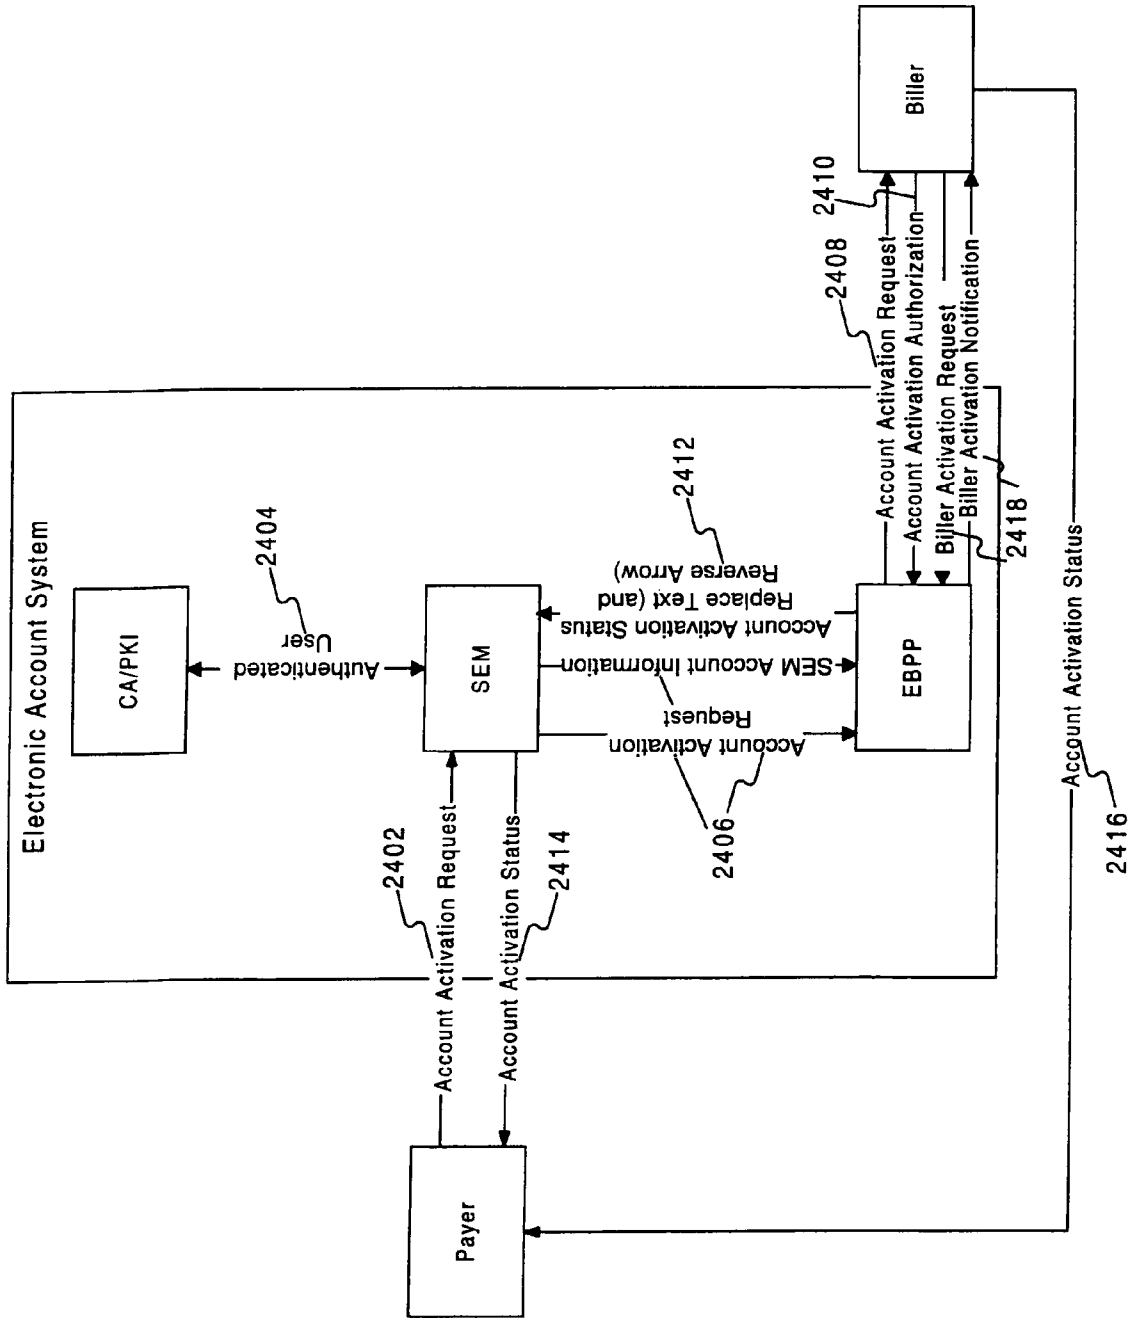 Electronic Account System
CA/PKI
2404
User
Authenticated
2402
Account Activation Request
SEM
Account Activation Status
2414
Payer
2406
Account Activation
Request
SEM Account Information
Account Activation Status
Replace Text (and
Reverse Arrow)
2412
EBPP
2408
Account Activation Request
2410
Account Activation Authorization
Biller Activation Request
Biller Activation Notification
2418
Biller
Account Activation Status
2416